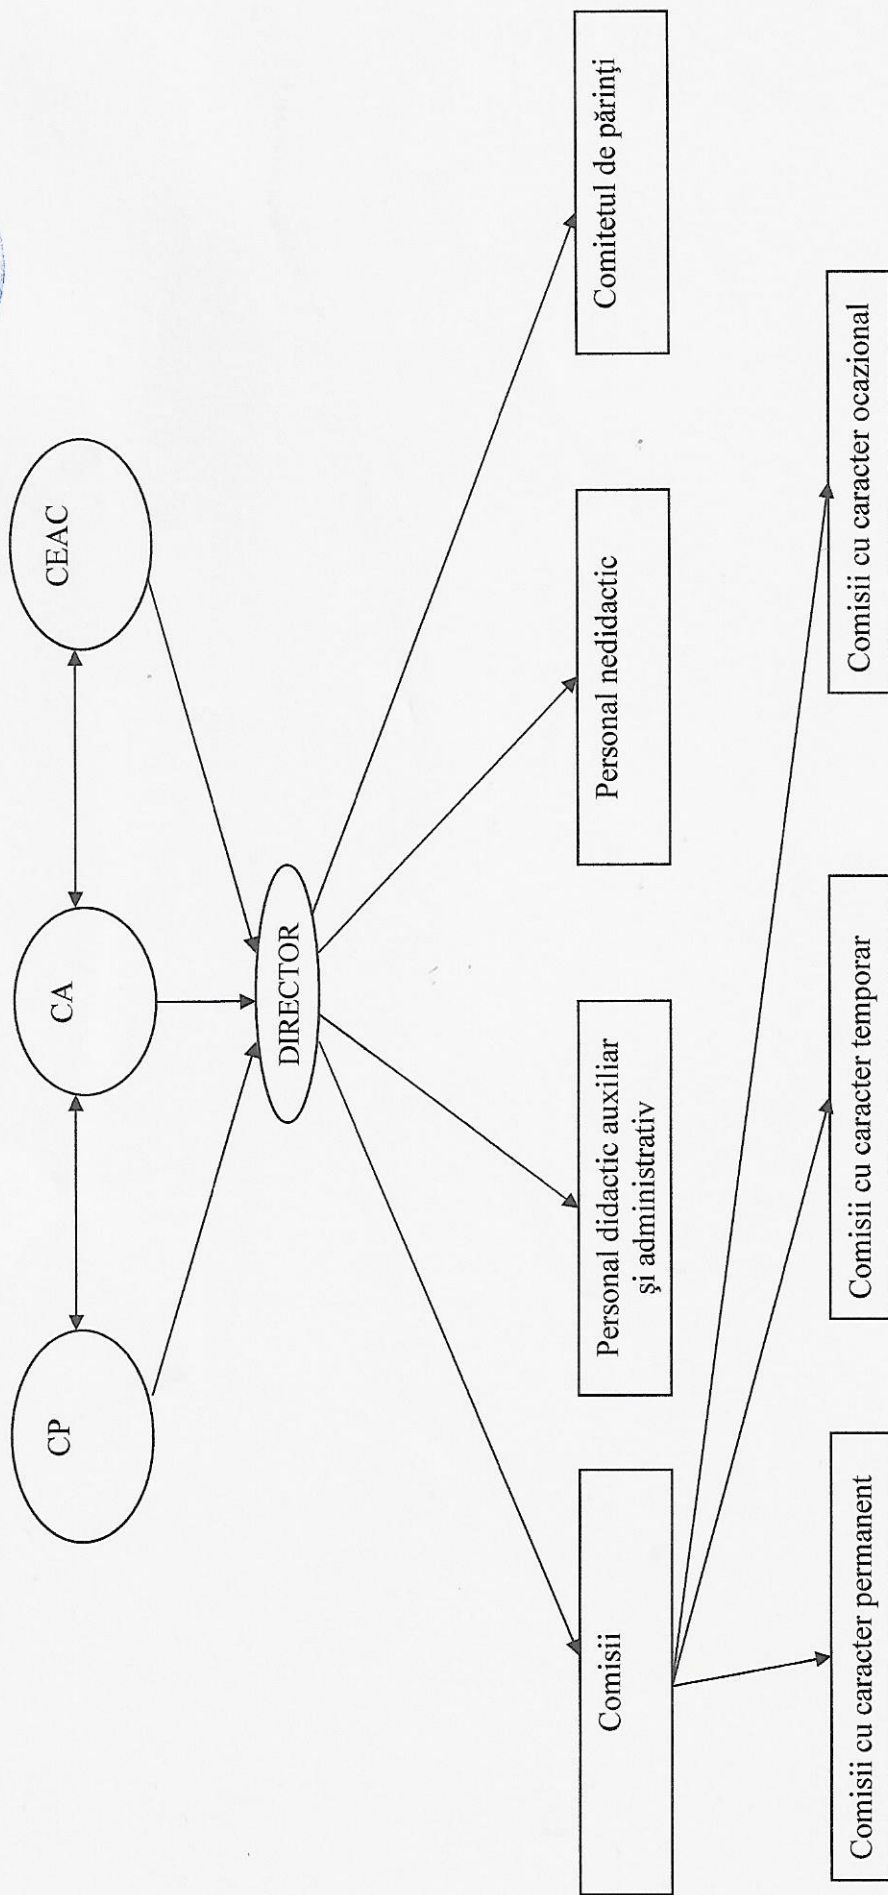 CP
CA
CEAC
DIRECTOR
Comisii
Personal didactic auxiliar
şi administrativ
Personal nedidactic
Comitetul de părinţi
Comisii cu caracter permanent
Comisii cu caracter temporar
Comisii cu caracter ocazional